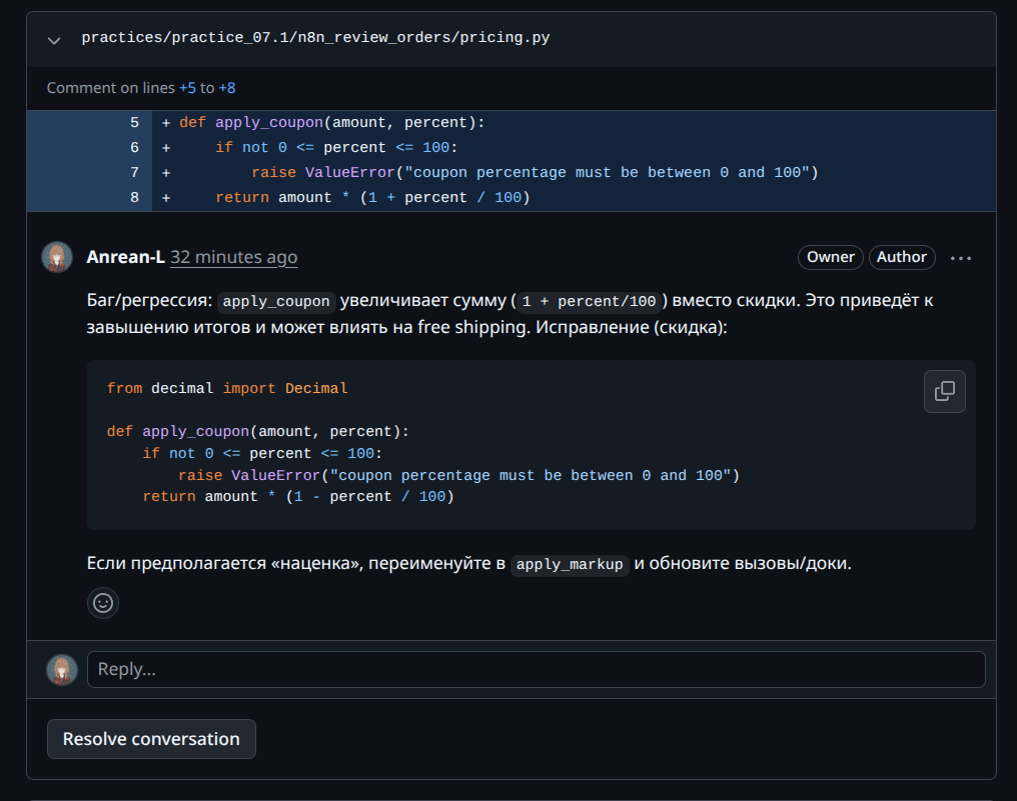 practices/practice_07.1/n8n_review_orders/pricing.py
Comment on lines +5 to +8
5 + def apply_coupon(amount, percent):
6 +     if not 0 <= percent <= 100:
7 +         raise ValueError("coupon percentage must be between 0 and 100")
8 +     return amount * (1 + percent / 100)
Anrean-L 32 minutes ago Owner Author ...
Баг/регрессия: apply_coupon увеличивает сумму ( 1 + percent/100 ) вместо скидки. Это приведёт к
завышению итогов и может влиять на free shipping. Исправление (скидка):
from decimal import Decimal
def apply_coupon(amount, percent):
    if not 0 <= percent <= 100:
        raise ValueError("coupon percentage must be between 0 and 100")
    return amount * (1 - percent / 100)
Если предполагается «наценка», переименуйте в apply_markup и обновите вызовы/доки.
Reply...
Resolve conversation